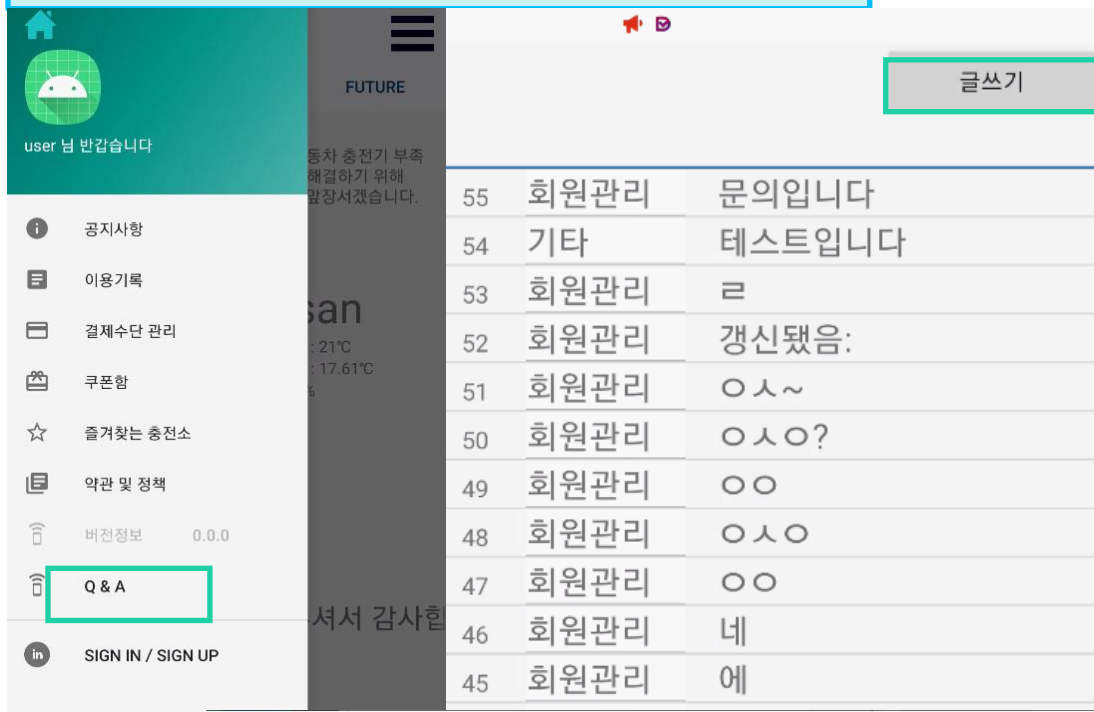 user 님 반갑습니다
공지사항
이용기록
결제수단 관리
쿠폰함
즐겨찾는 충전소
약관 및 정책
버전정보 0.0.0
Q & A
SIGN IN / SIGN UP
FUTURE
동차 충전기 부족
해결하기 위해
앞장서겠습니다.
san
: 21℃
: 17.61℃
%
셔서 감사합
글쓰기
55 회원관리 문의입니다
54 기타 테스트입니다
53 회원관리 ㄹ
52 회원관리 갱신됐음:
51 회원관리 ㅇㅅ~
50 회원관리 ㅇㅅㅇ?
49 회원관리 ㅇㅇ
48 회원관리 ㅇㅅㅇ
47 회원관리 ㅇㅇ
46 회원관리 네
45 회원관리 에